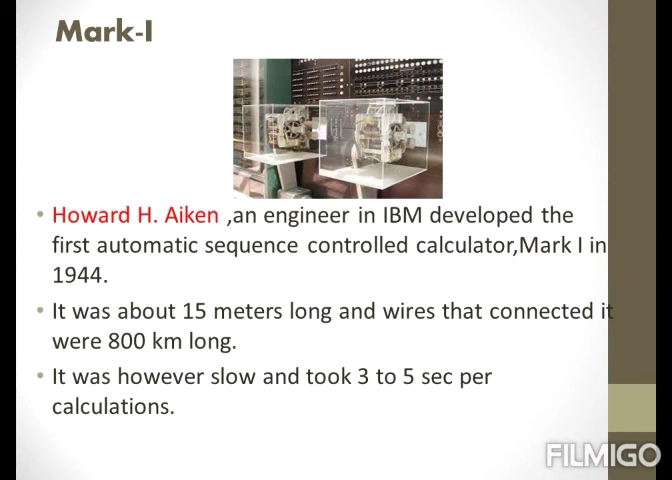 Mark-I
Howard H. Aiken ,an engineer in IBM developed the
first automatic sequence controlled calculator,Mark I in
1944.
It was about 15 meters long and wires that connected it
were 800 km long.
It was however slow and took 3 to 5 sec per
calculations.
FILMIGO